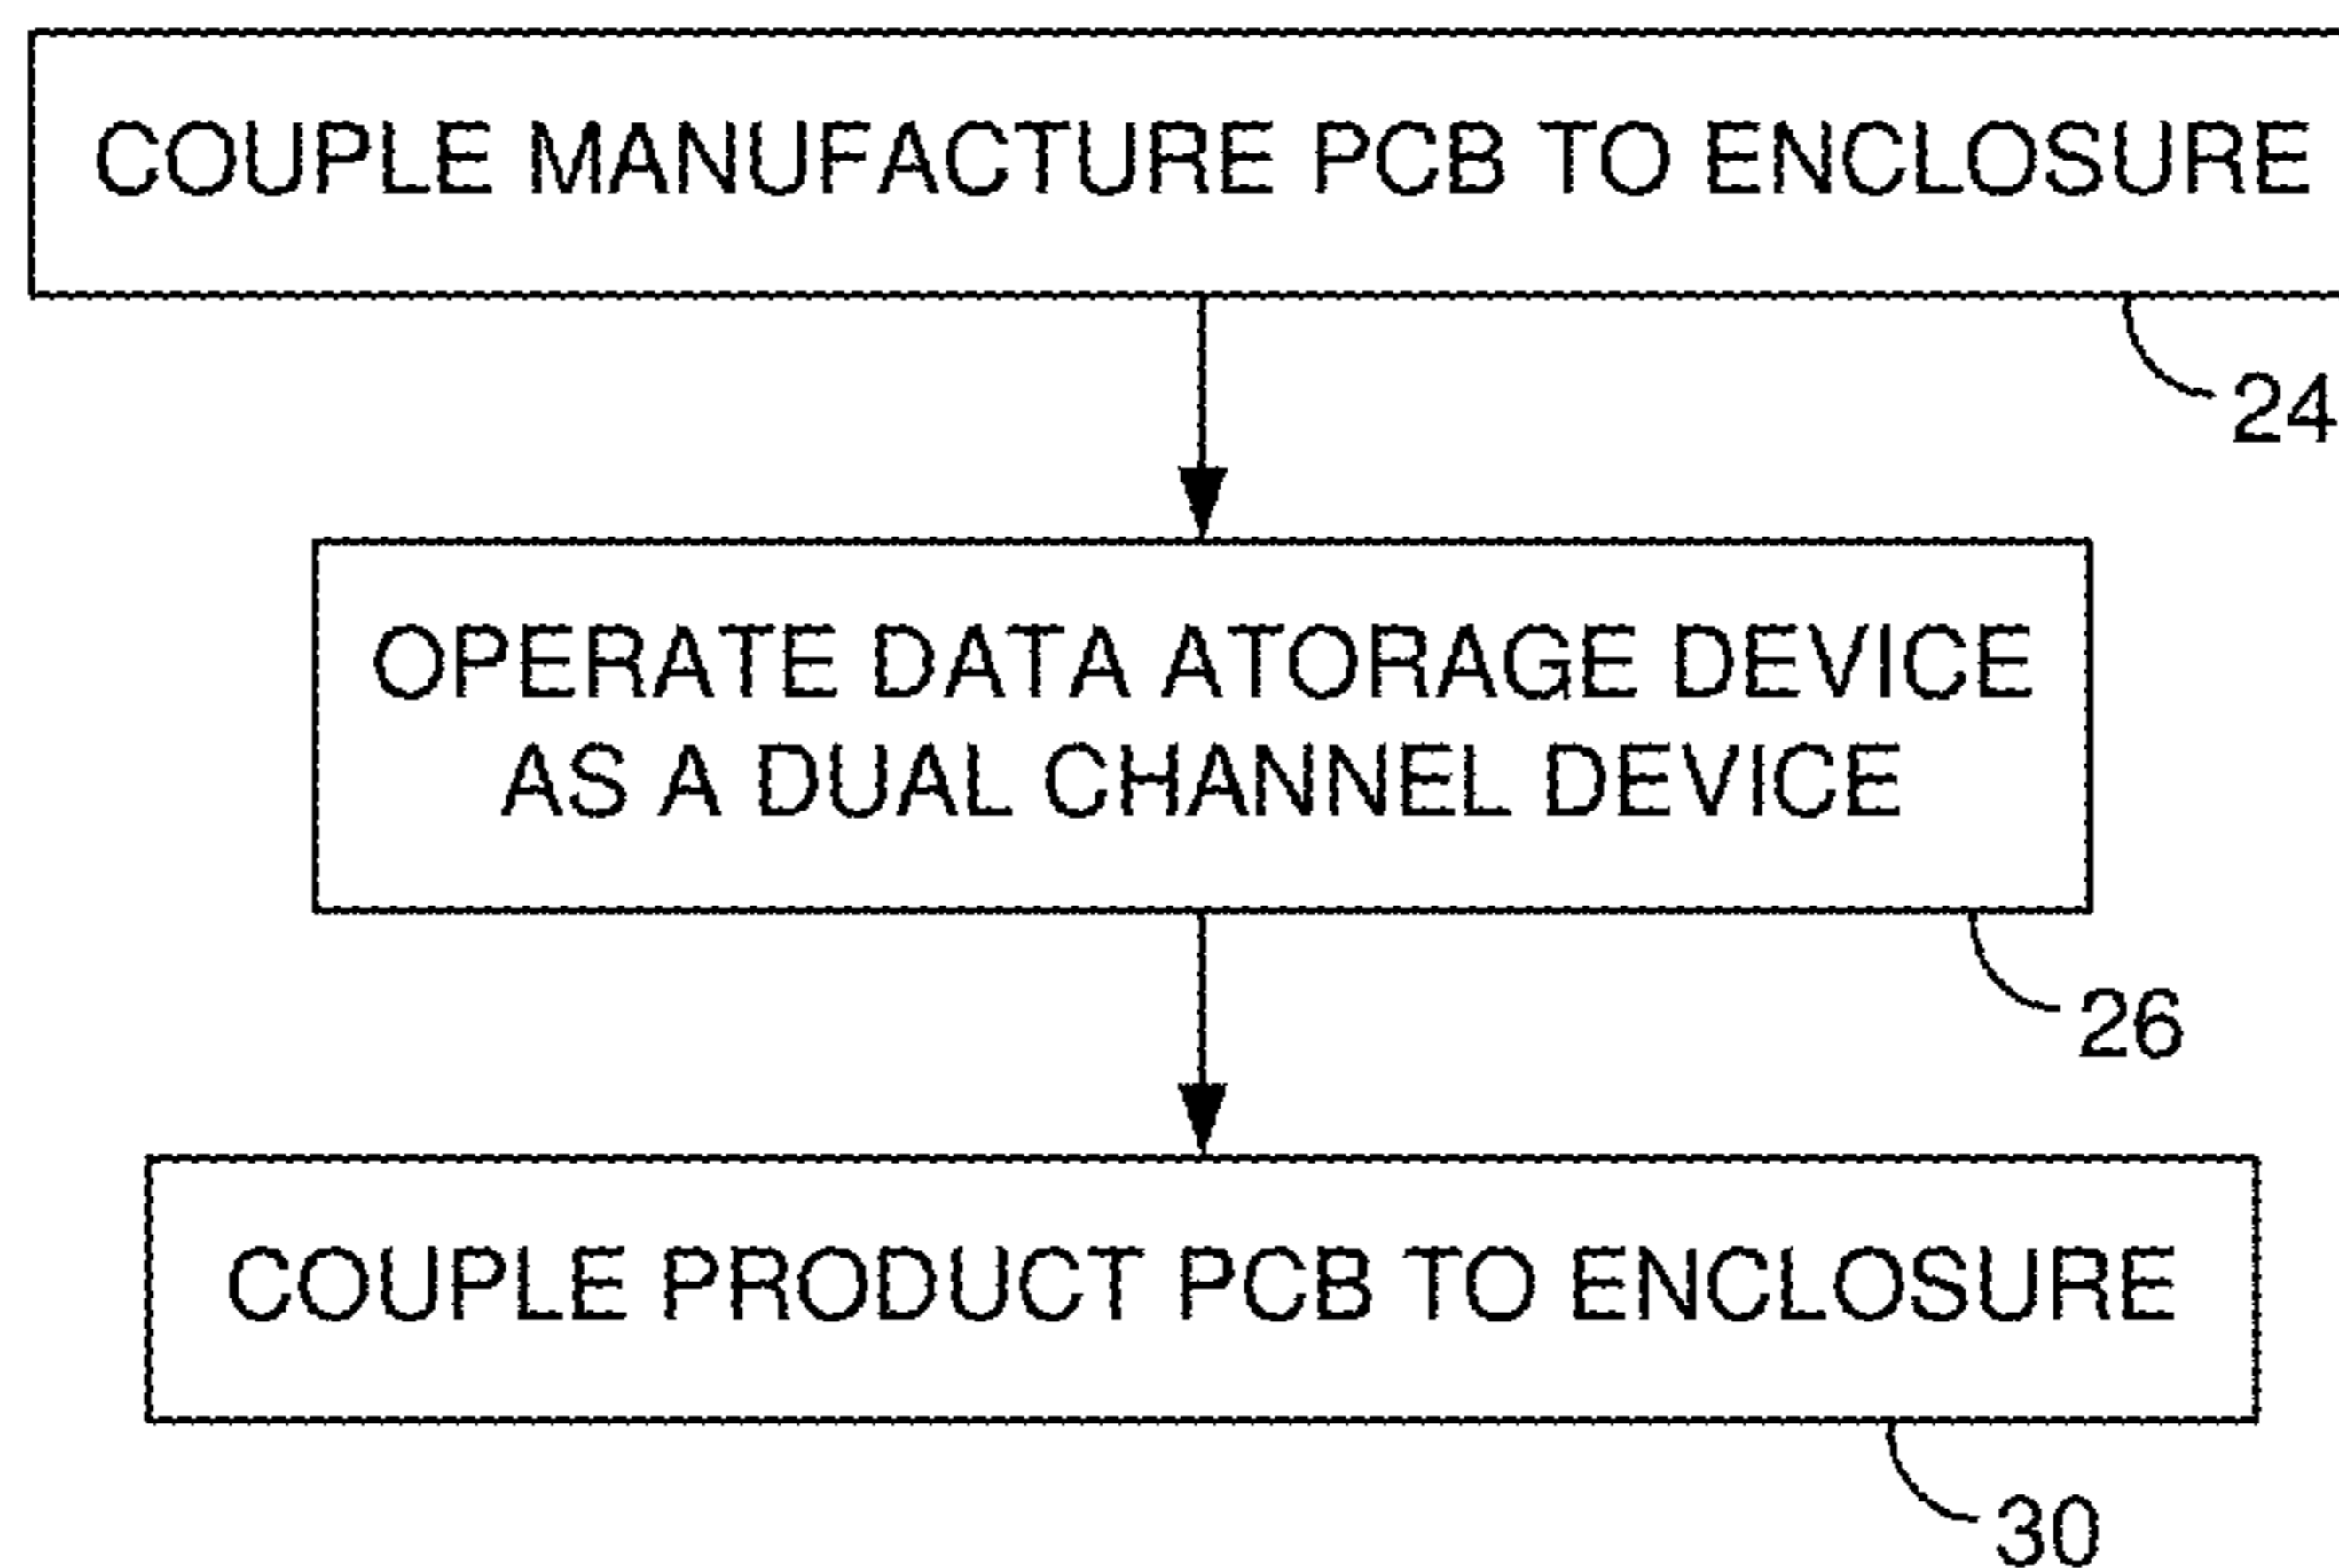 COUPLE MANUFACTURE PCB TO ENCLOSURE
24
OPERATE DATA ATORAGE DEVICE
AS A DUAL CHANNEL DEVICE
26
COUPLE PRODUCT PCB TO ENCLOSURE
30